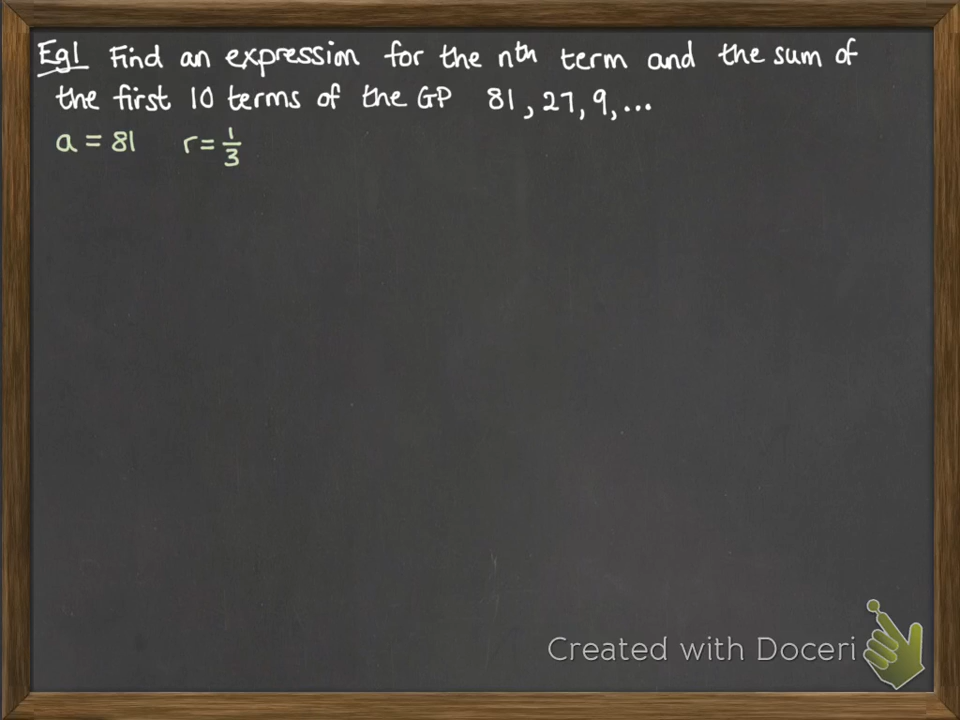 Eg1 Find an expression for the nth term and the sum of
the first 10 terms of the GP 81, 27, 9, ...
a = 81 r = 1/3
Created with Doceri